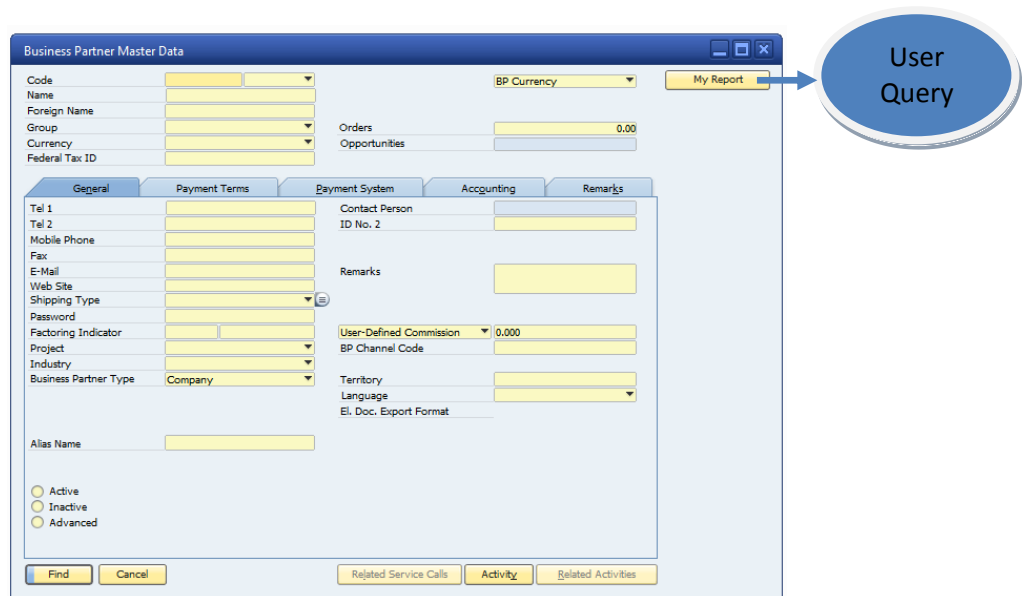 Business Partner Master Data
User
Query
Code
BP Currency
My Report
Name
Foreign Name
Group
Orders
0.00
Currency
Opportunities
Federal Tax ID
General
Payment Terms
Payment System
Accounting
Remarks
Tel 1
Contact Person
Tel 2
ID No. 2
Mobile Phone
Fax
E-Mail
Remarks
Web Site
Shipping Type
Password
Factoring Indicator
User-Defined Commission
0.000
Project
BP Channel Code
Industry
Business Partner Type
Company
Territory
Language
El. Doc. Export Format
Alias Name
Active
Inactive
Advanced
Find
Cancel
Related Service Calls
Activity
Related Activities